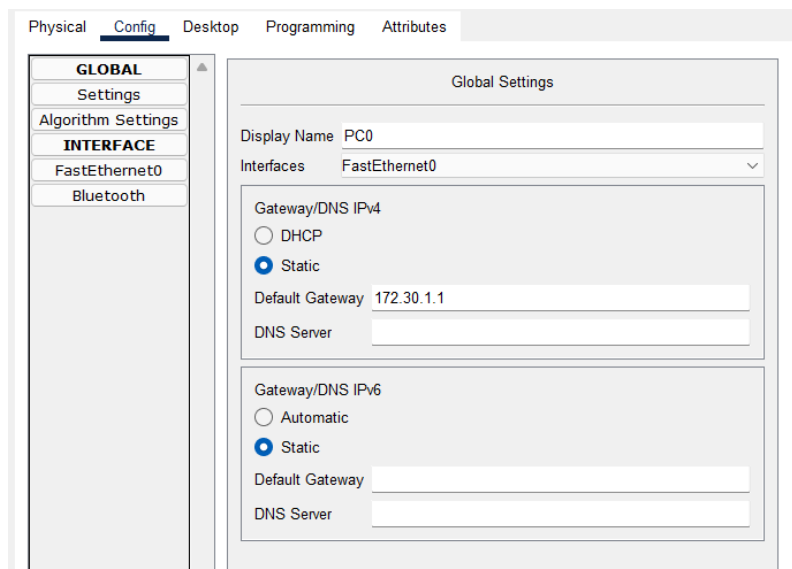 Physical Config Desktop Programming Attributes
GLOBAL
Settings
Algorithm Settings
INTERFACE
FastEthernet0
Bluetooth
Global Settings
Display Name PC0
Interfaces FastEthernet0
Gateway/DNS IPv4
DHCP
Static
Default Gateway 172.30.1.1
DNS Server
Gateway/DNS IPv6
Automatic
Static
Default Gateway
DNS Server